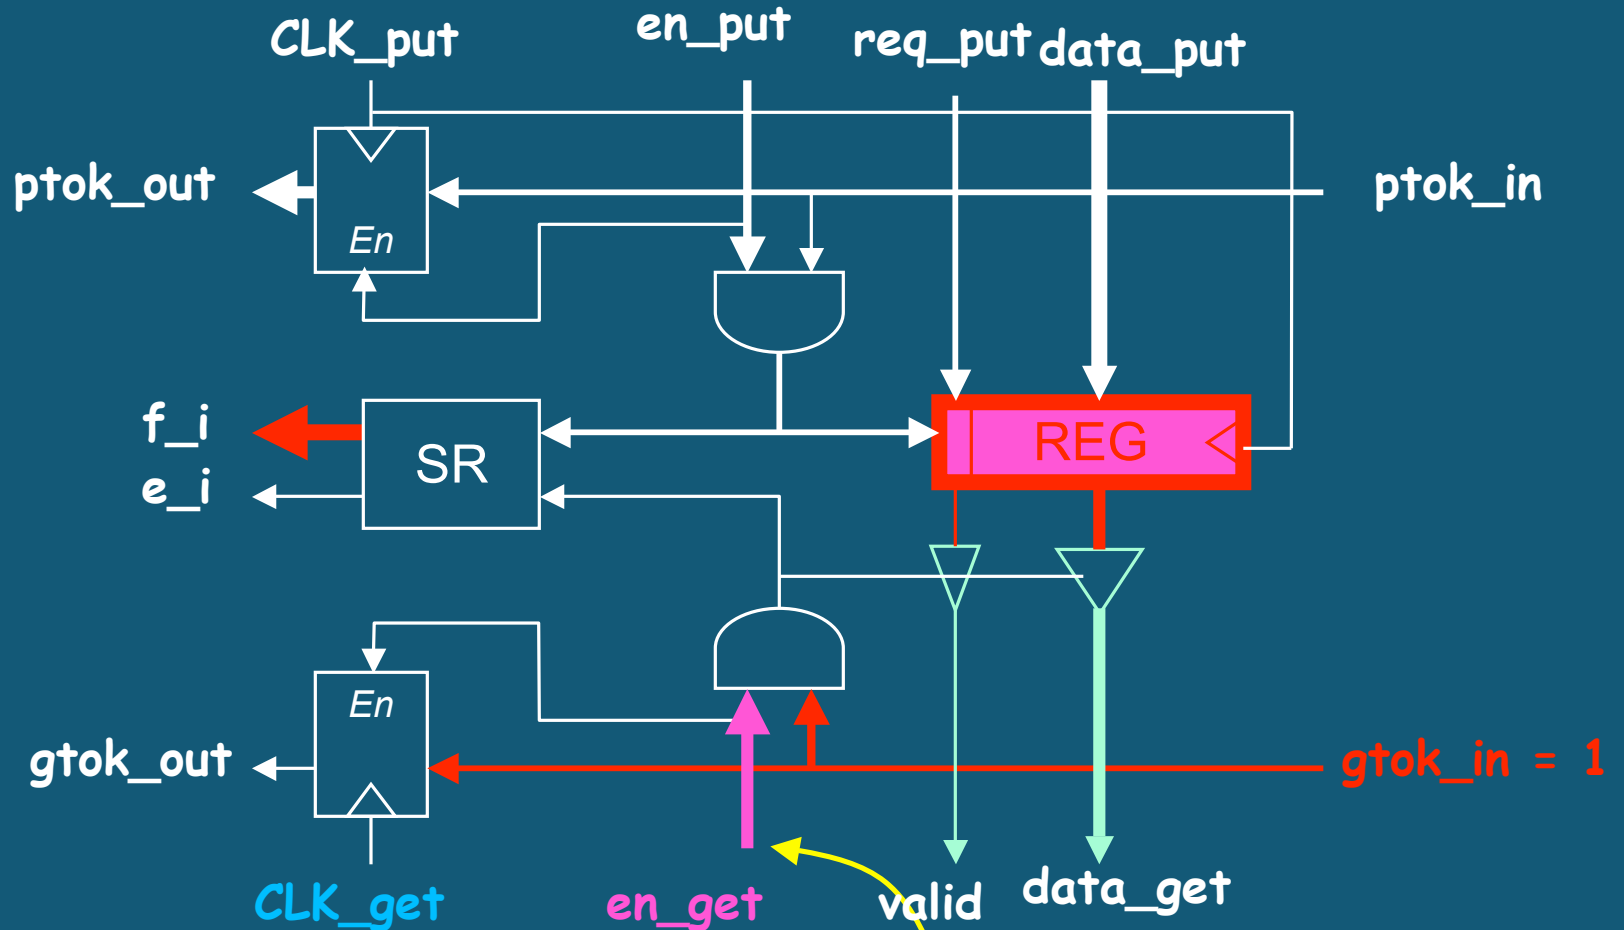 CLK_put
en_put
req_put
data_put
ptok_out
En
ptok_in
f_i
SR
REG
e_i
En
gtok_out
gtok_in = 1
CLK_get
en_get
valid
data_get